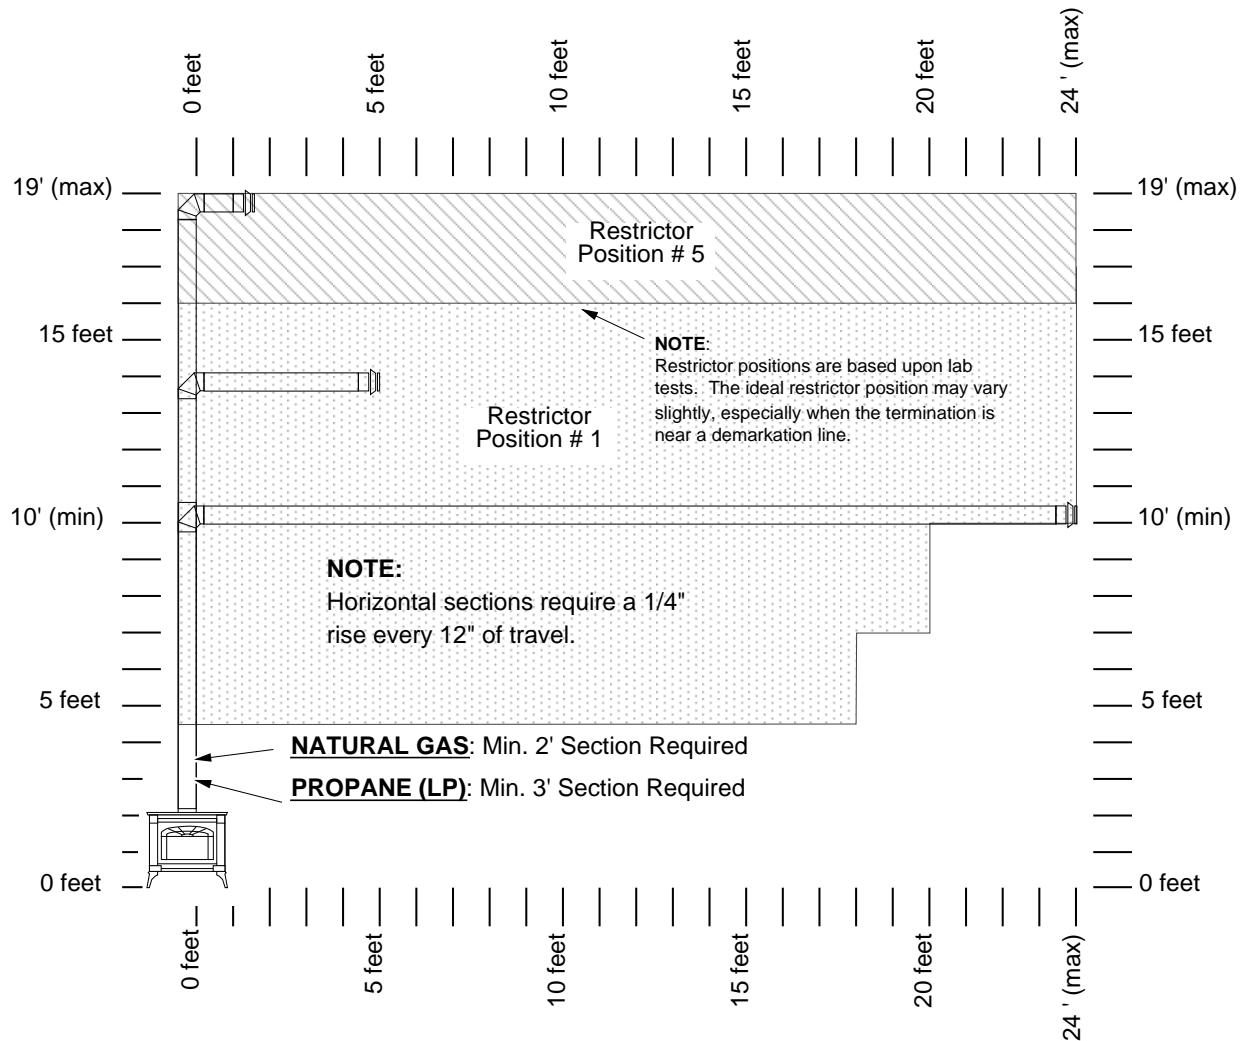 0 feet
5 feet
10 feet
15 feet
20 feet
24 ' (max)
19' (max)
19' (max)
Restrictor
Position # 5
15 feet
15 feet
NOTE:
Restrictor positions are based upon lab
tests. The ideal restrictor position may vary
slightly, especially when the termination is
near a demarkation line.
Restrictor
Position # 1
10' (min)
10' (min)
NOTE:
Horizontal sections require a 1/4"
rise every 12" of travel.
5 feet
5 feet
NATURAL GAS: Min. 2' Section Required
PROPANE (LP): Min. 3' Section Required
0 feet
0 feet
0 feet
5 feet
10 feet
15 feet
20 feet
24 ' (max)